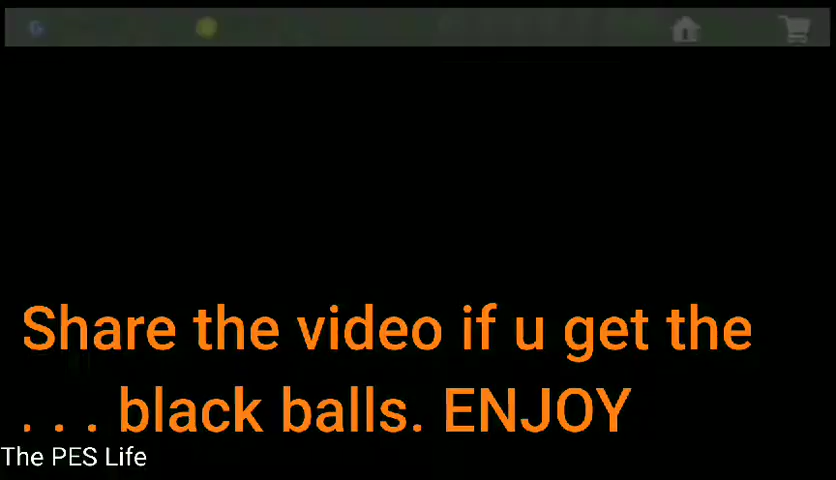 Share the video if u get the
. . . black balls. ENJOY
The PES Life